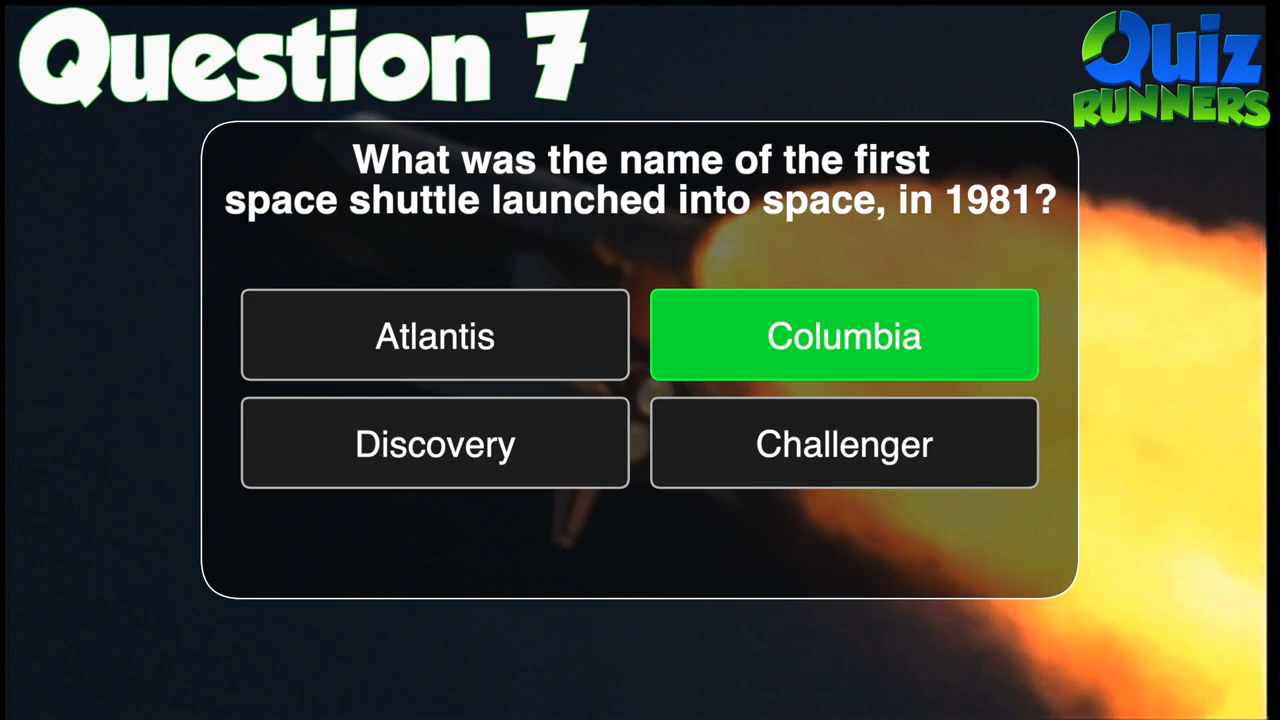 Question 7
Quiz
RUNNERS
What was the name of the first
space shuttle launched into space, in 1981?
Atlantis
Columbia
Discovery
Challenger